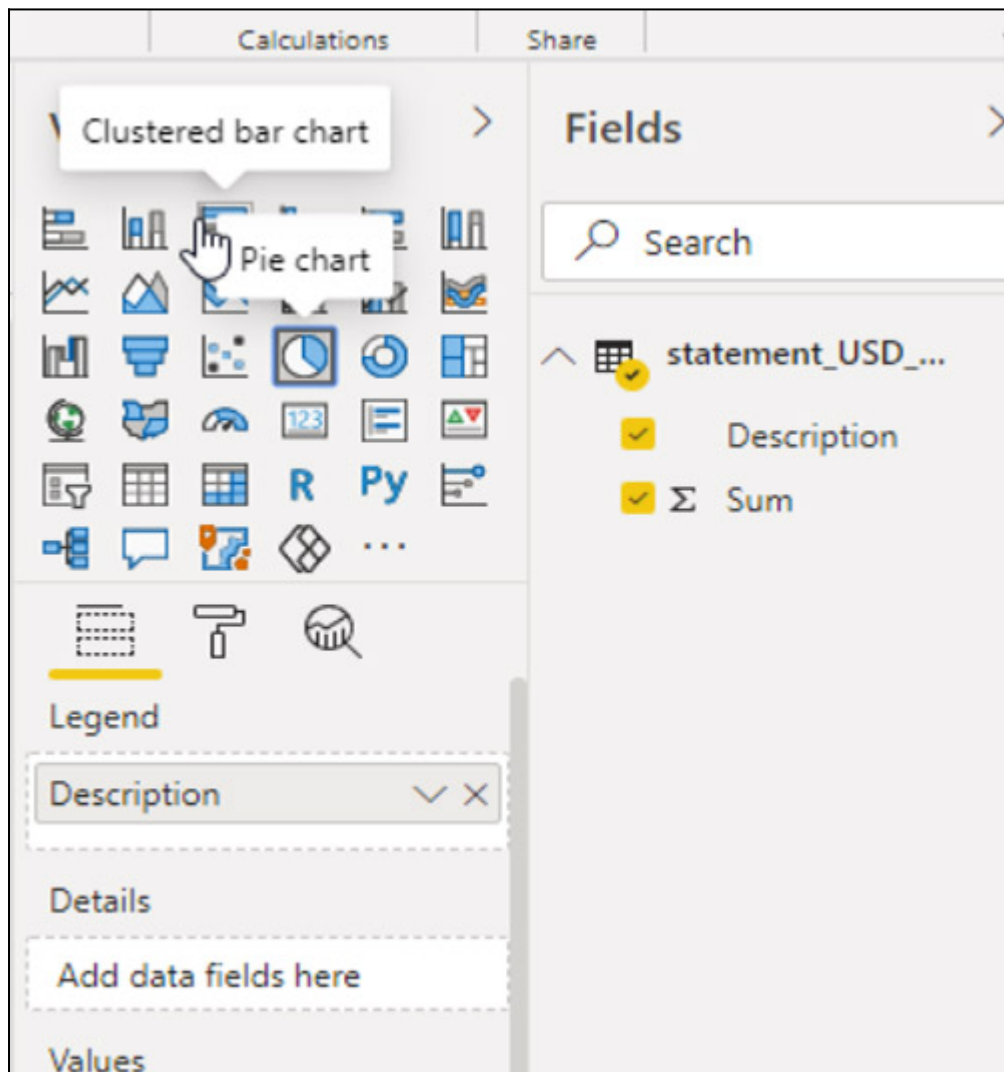 Calculations
Share
Clustered bar chart
Fields
Pie chart
Search
123
R
Py
statement_USD_...
Description
Σ Sum
Legend
Description
Details
Add data fields here
Values